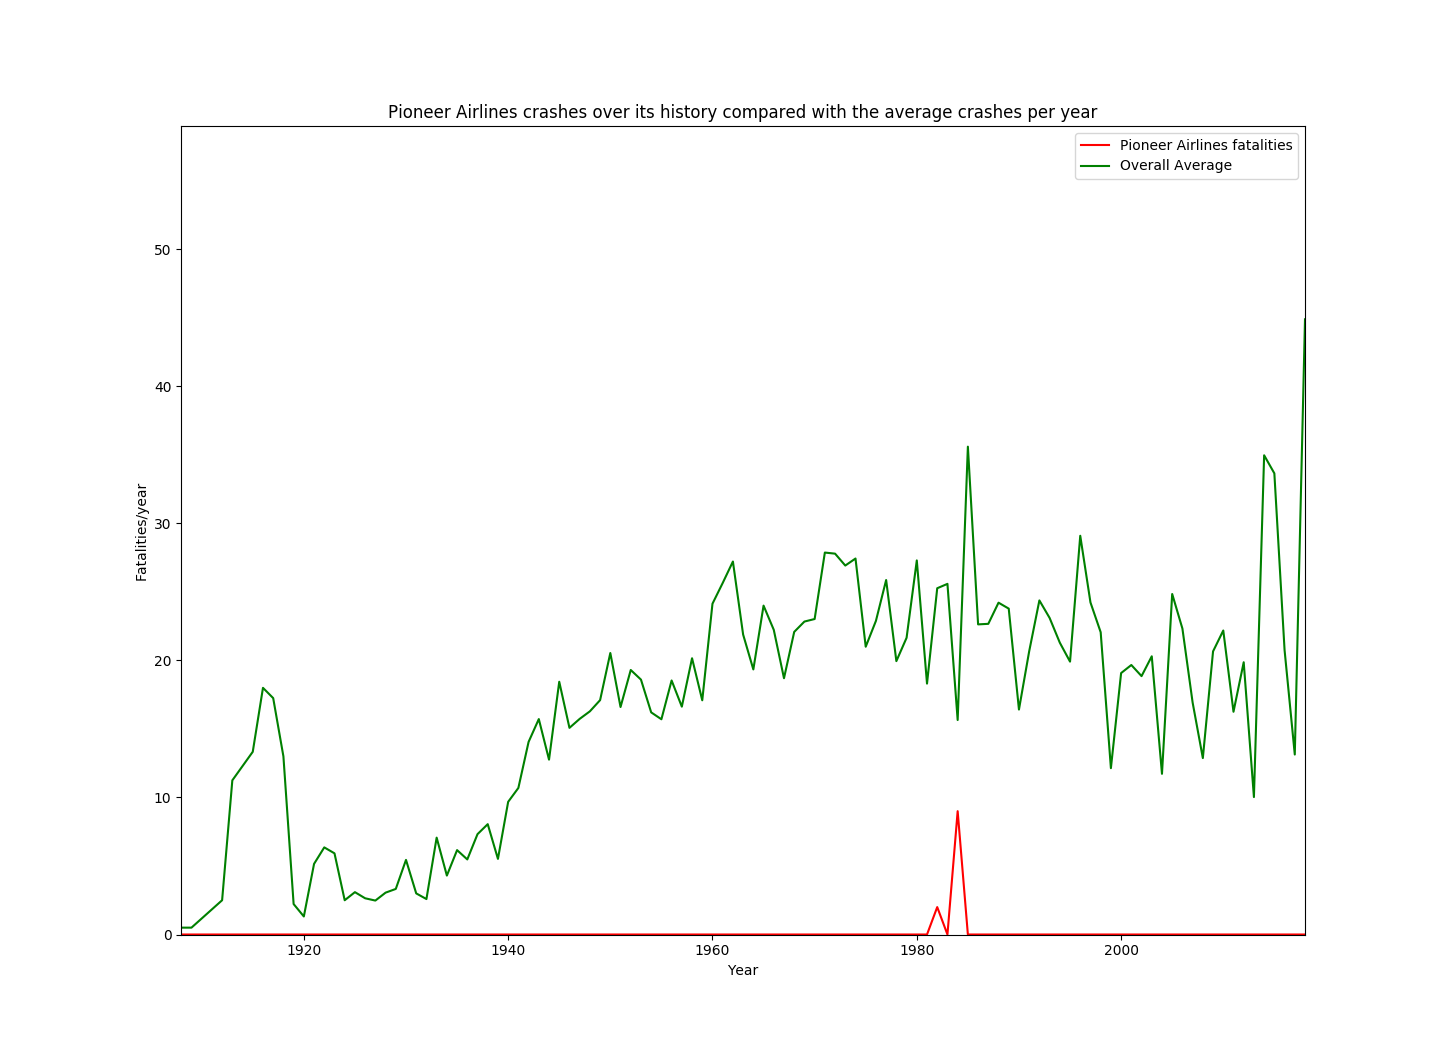 Pioneer Airlines crashes over its history compared with the average crashes per year
Pioneer Airlines fatalities
Overall Average
50
40
30
20
10
0
Fatalities/year
1920 1940 1960 1980 2000
Year